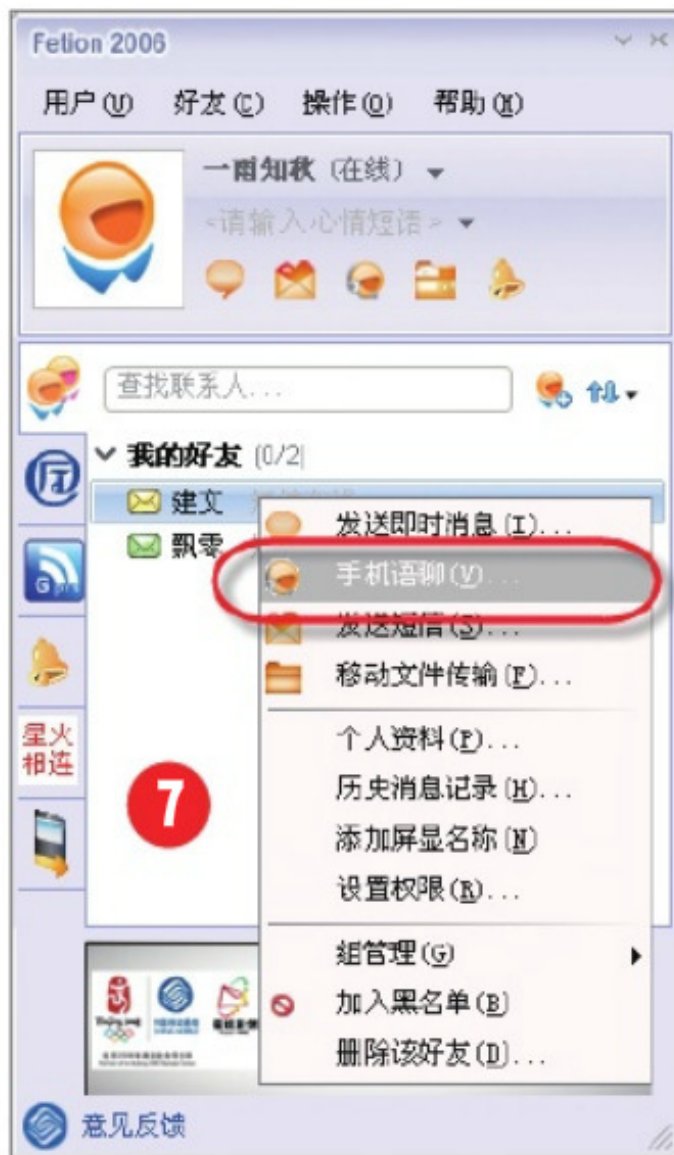 Fetion 2006
用户(U) 好友(C) 操作(O) 帮助(H)
一雨知秋 (在线)
<请输入心情短语>
查找联系人...
我的好友 (0/2)
建文
飘零
发送即时消息(I)...
手机语聊(V)...
发送短信(S)...
移动文件传输(F)...
个人资料(P)...
历史消息记录(H)...
添加屏显名称(N)
设置权限(R)...
组管理(G)
加入黑名单(B)
删除该好友(D)...
星火
相连
7
意见反馈